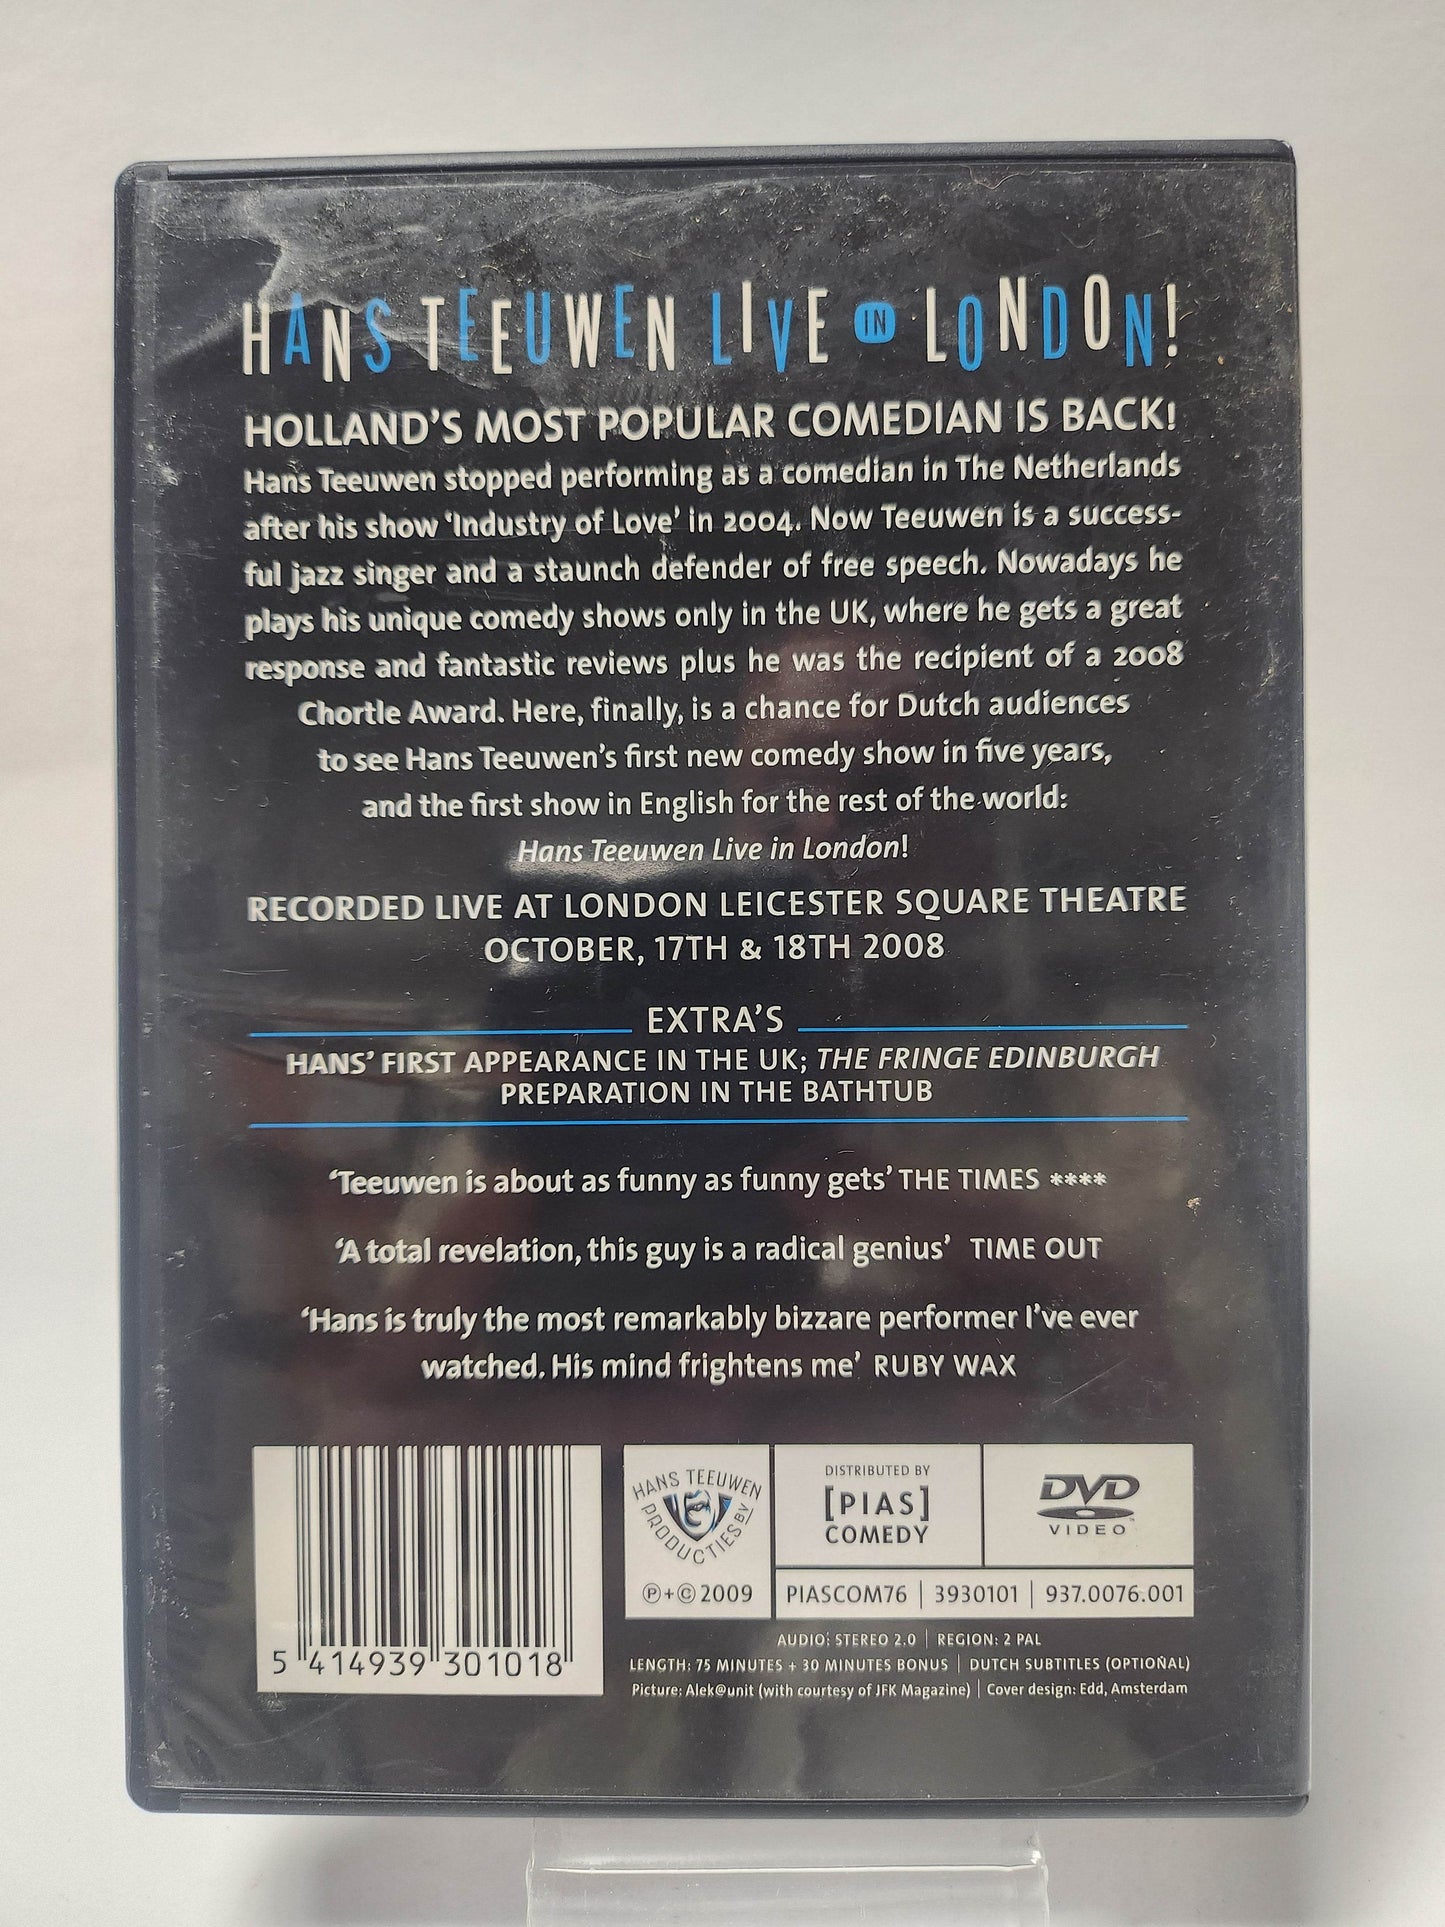 HANS TEEUWEN LIVE IN LONDON!
HOLLAND'S MOST POPULAR COMEDIAN IS BACK!
Hans Teeuwen stopped performing as a comedian in The Netherlands
after his show ‘Industry of Love’ in 2004. Now Teeuwen is a success-
ful jazz singer and a staunch defender of free speech. Nowadays he
plays his unique comedy shows only in the UK, where he gets a great
response and fantastic reviews plus he was the recipient of a 2008
Chortle Award. Here, finally, is a chance for Dutch audiences
to see Hans Teeuwen’s first new comedy show in five years,
and the first show in English for the rest of the world:
Hans Teeuwen Live in London!
RECORDED LIVE AT LONDON LEICESTER SQUARE THEATRE
OCTOBER, 17TH & 18TH 2008
EXTRA’S
HANS’ FIRST APPEARANCE IN THE UK; THE FRINGE EDINBURGH
PREPARATION IN THE BATHTUB
‘Teeuwen is about as funny as funny gets’ THE TIMES ****
‘A total revelation, this guy is a radical genius’ TIME OUT
‘Hans is truly the most remarkably bizzare performer I’ve ever
watched. His mind frightens me’ RUBY WAX
5 414939 301018
HANS TEEUWEN
PRODUCTIES BV
℗+© 2009
DISTRIBUTED BY
[PIAS]
COMEDY
DVD
VIDEO™
PIASCOM76 | 3930101 | 937.0076.001
AUDIO: STEREO 2.0 | REGION: 2 PAL
LENGTH: 75 MINUTES + 30 MINUTES BONUS | DUTCH SUBTITLES (OPTIONAL)
Picture: Alek@unit (with courtesy of JFK Magazine) | Cover design: Edd, Amsterdam